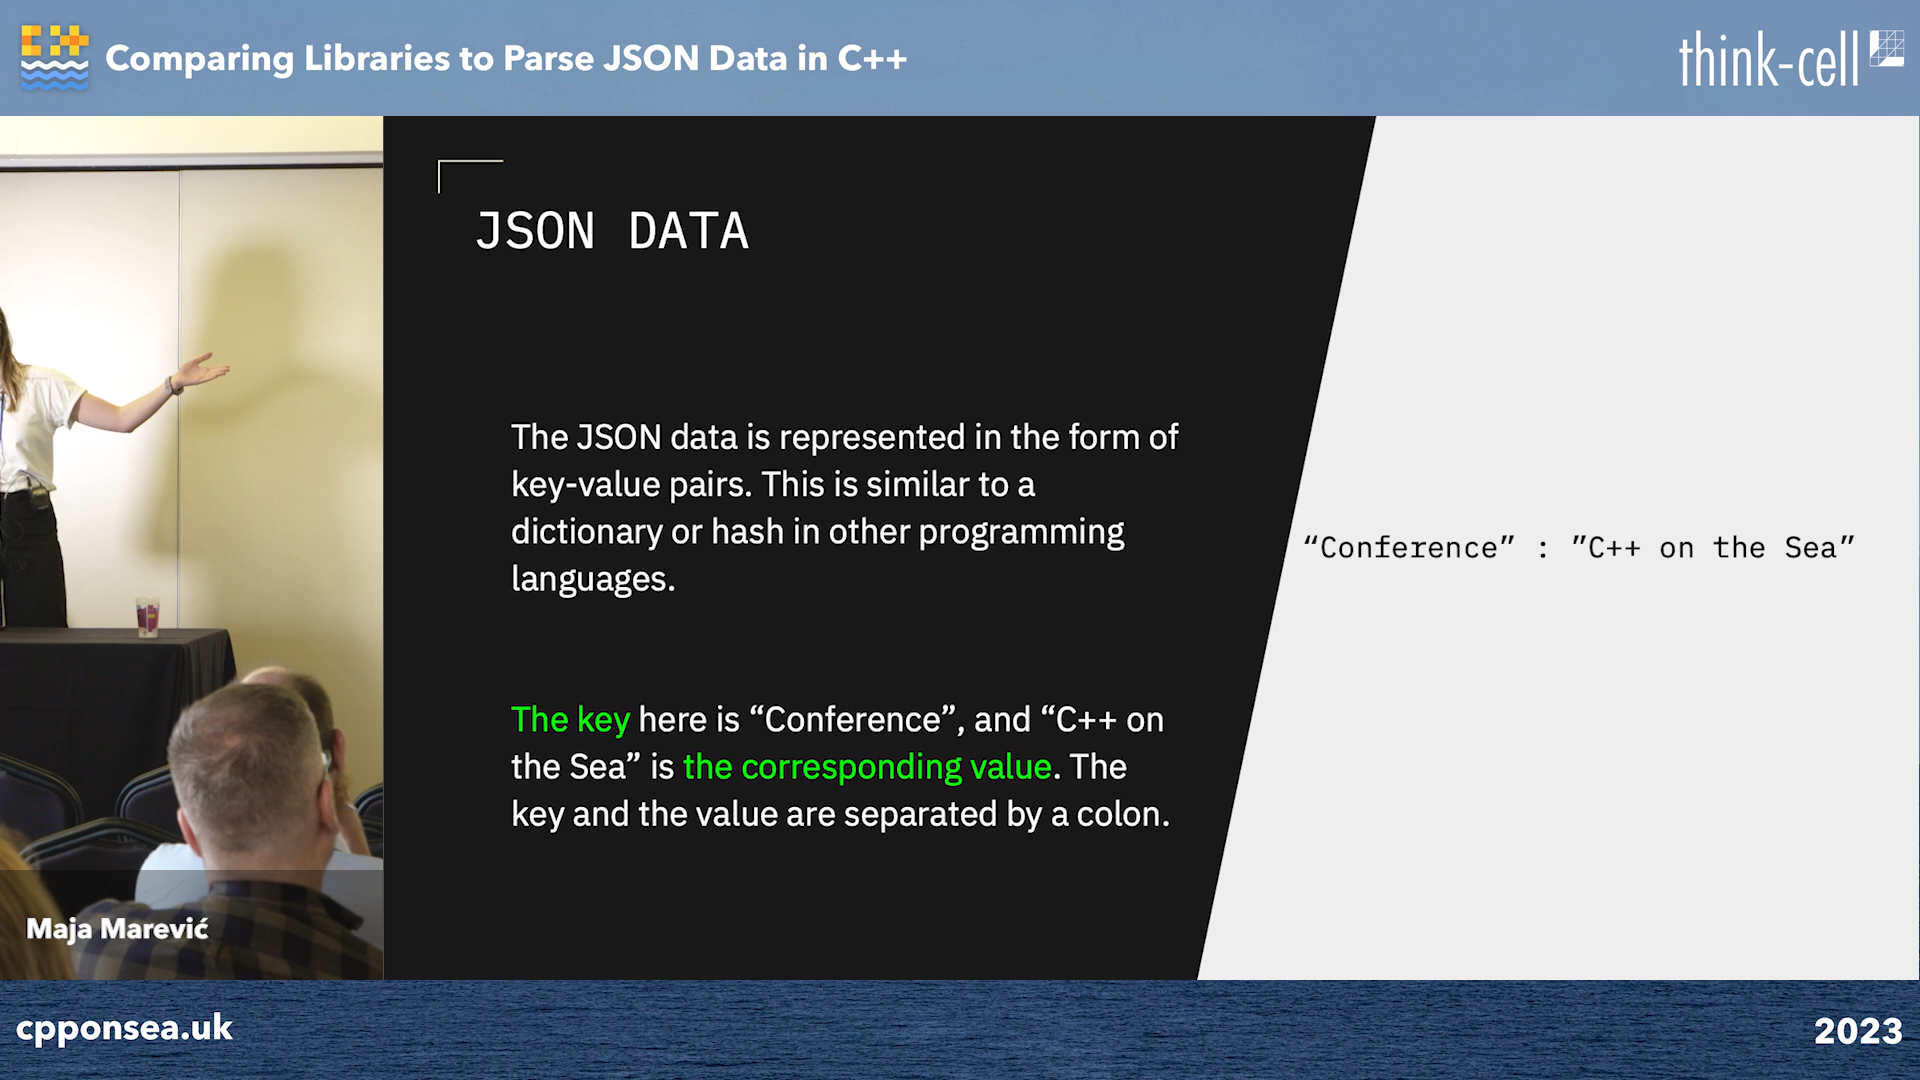 Comparing Libraries to Parse JSON Data in C++
think-cell
JSON DATA
The JSON data is represented in the form of
key-value pairs. This is similar to a
dictionary or hash in other programming
languages.
“Conference” : ”C++ on the Sea”
The key here is “Conference”, and “C++ on
the Sea” is the corresponding value. The
key and the value are separated by a colon.
Maja Marević
cpponsea.uk
2023